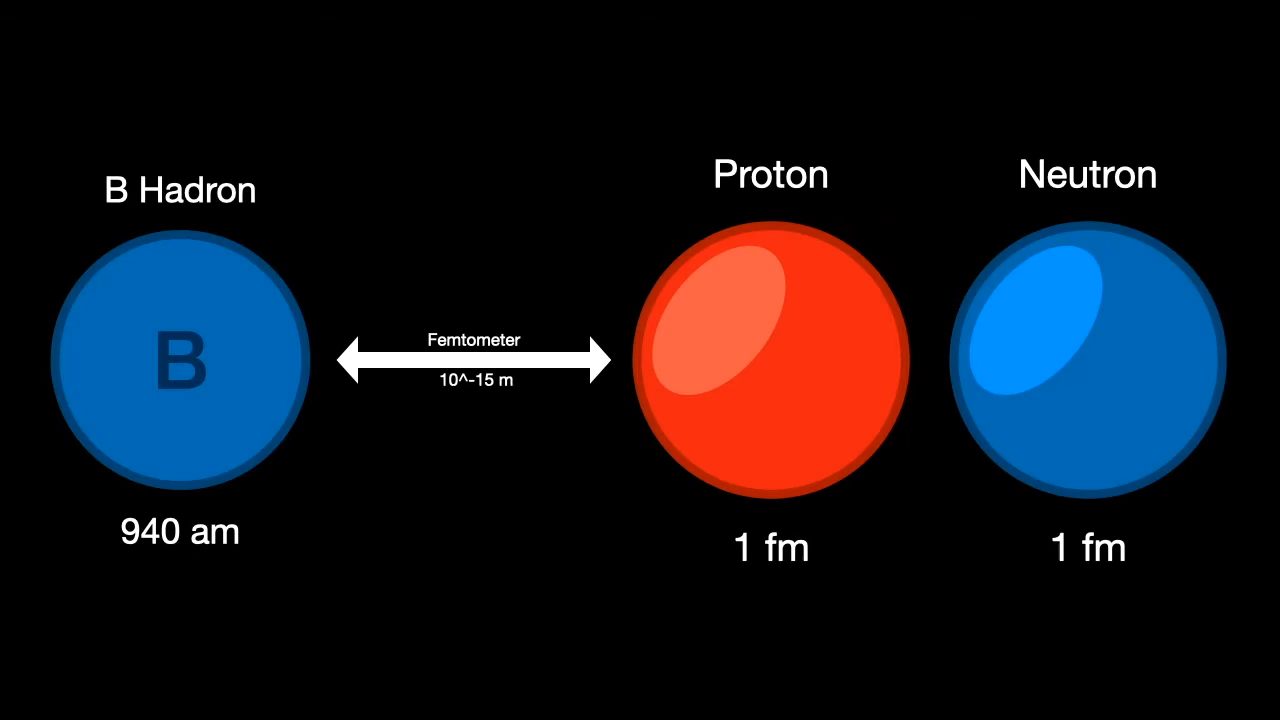 B Hadron
B
940 am
Femtometer
10^-15 m
Proton
1 fm
Neutron
1 fm